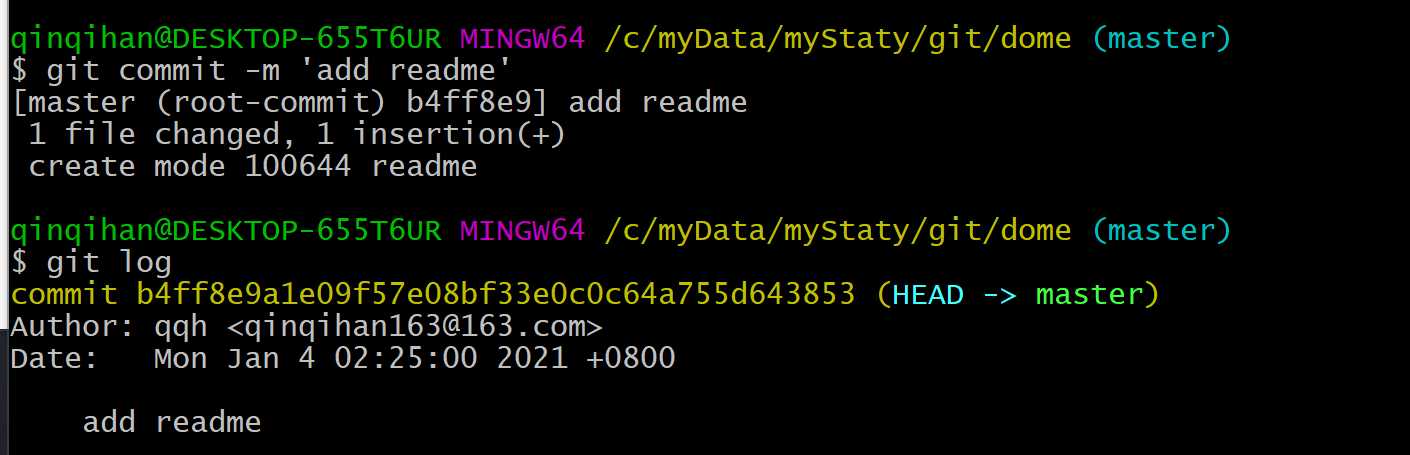 qinqihan@DESKTOP-655T6UR MINGW64 /c/myData/myStaty/git/dome (master)
$ git commit -m 'add readme'
[master (root-commit) b4ff8e9] add readme
 1 file changed, 1 insertion(+)
 create mode 100644 readme
qinqihan@DESKTOP-655T6UR MINGW64 /c/myData/myStaty/git/dome (master)
$ git log
commit b4ff8e9a1e09f57e08bf33e0c0c64a755d643853 (HEAD -> master)
Author: qqh <qinqihan163@163.com>
Date:   Mon Jan 4 02:25:00 2021 +0800
    add readme